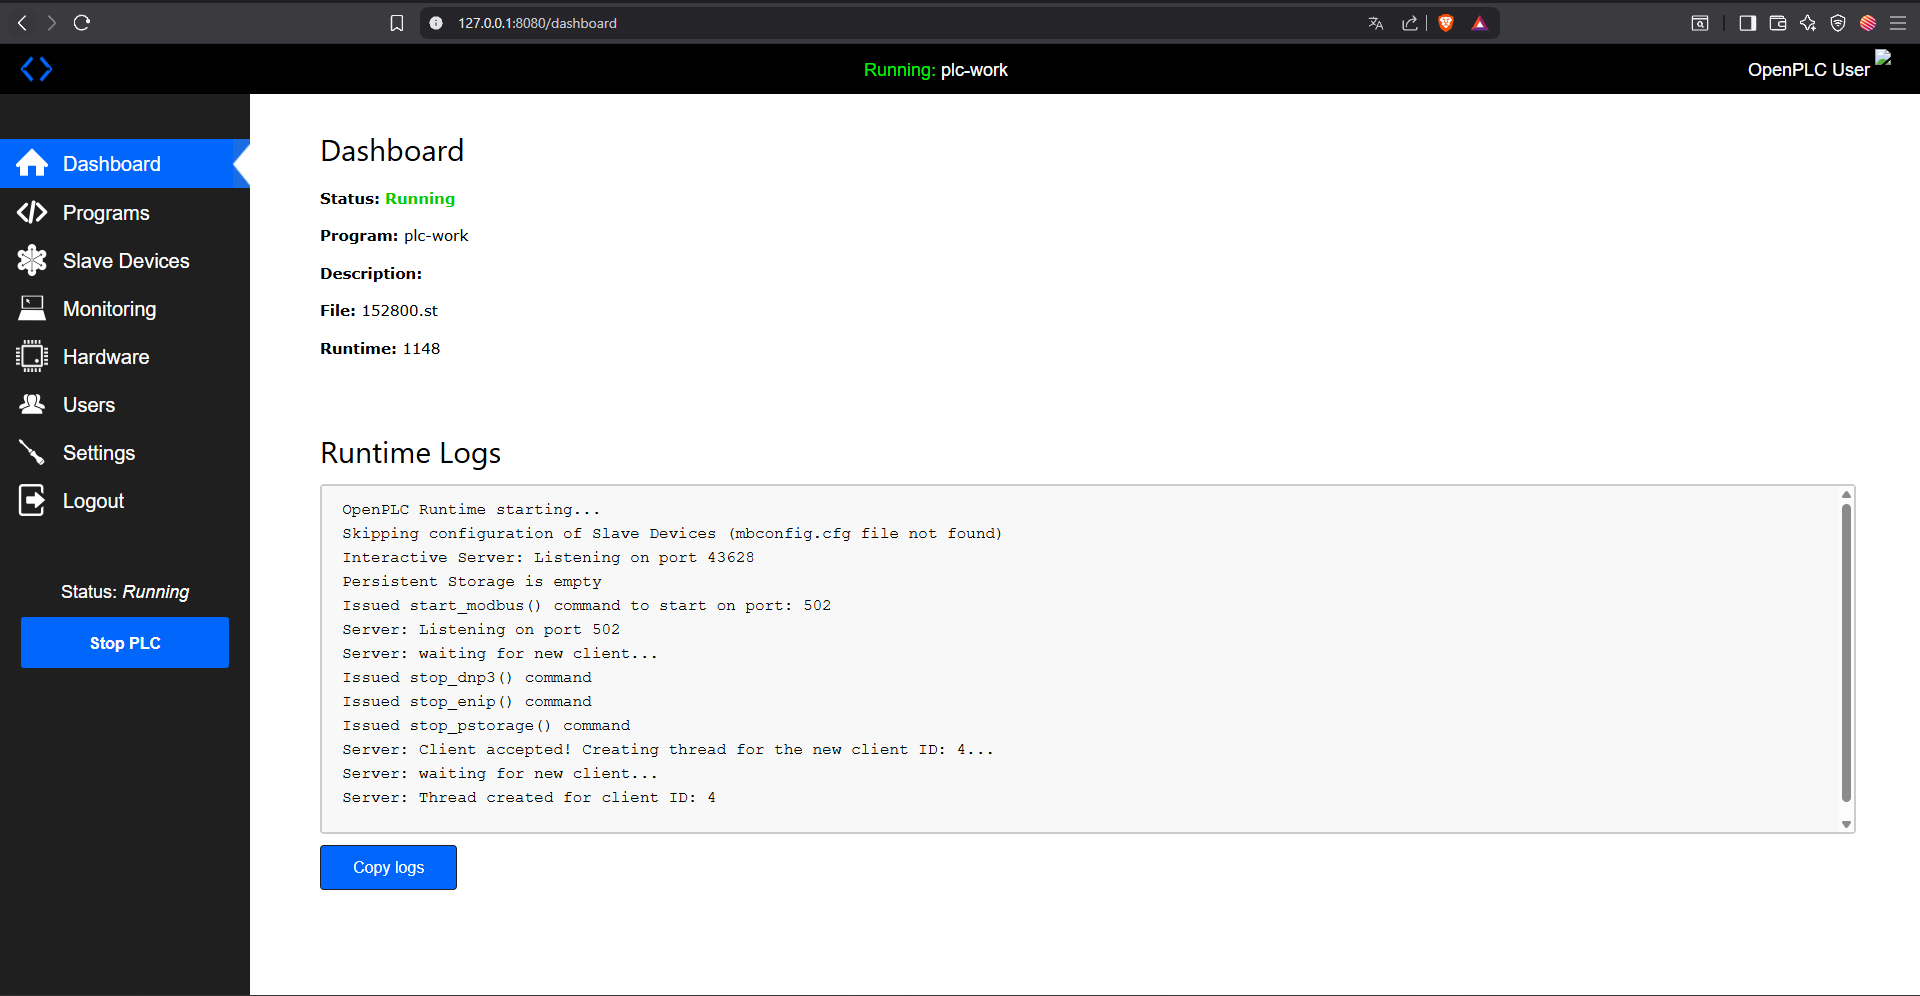 127.0.0.1:8080/dashboard
Running: plc-work
OpenPLC User
Dashboard
Programs
Slave Devices
Monitoring
Hardware
Users
Settings
Logout
Status: Running
Stop PLC
Dashboard
Status: Running
Program: plc-work
Description:
File: 152800.st
Runtime: 1148
Runtime Logs
OpenPLC Runtime starting...
Skipping configuration of Slave Devices (mbconfig.cfg file not found)
Interactive Server: Listening on port 43628
Persistent Storage is empty
Issued start_modbus() command to start on port: 502
Server: Listening on port 502
Server: waiting for new client...
Issued stop_dnp3() command
Issued stop_enip() command
Issued stop_pstorage() command
Server: Client accepted! Creating thread for the new client ID: 4...
Server: waiting for new client...
Server: Thread created for client ID: 4
Copy logs